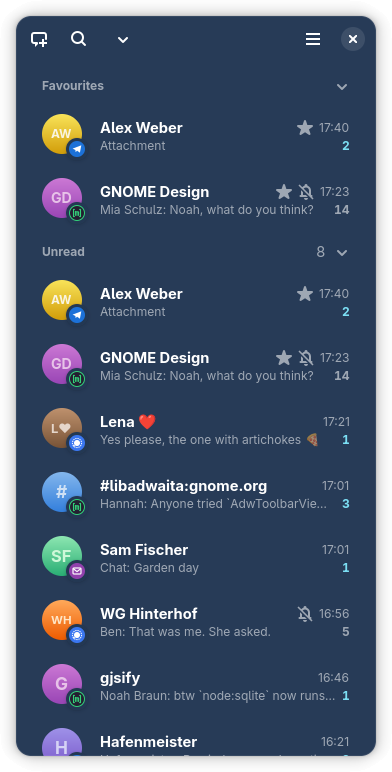 Favourites
AW
Alex Weber
17:40
Attachment
2
GD
GNOME Design
17:23
Mia Schulz: Noah, what do you think?
14
Unread
8
AW
Alex Weber
17:40
Attachment
2
GD
GNOME Design
17:23
Mia Schulz: Noah, what do you think?
14
L♥
Lena ❤️
17:21
Yes please, the one with artichokes 🍕
1
#
#libadwaita:gnome.org
17:01
Hannah: Anyone tried `AdwToolbarVie...
3
SF
Sam Fischer
17:01
Chat: Garden day
1
WH
WG Hinterhof
16:56
Ben: That was me. She asked.
5
G
gjsify
16:46
Noah Braun: btw `node:sqlite` now runs...
1
H
Hafenmeister
16:21